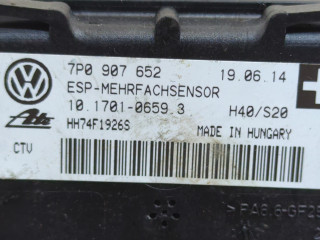 7P0 907 652 19.06.14
ESP-MEHRFACHSENSOR
10.1701-0659.3 H40/S20
Ate HH74F1926S MADE IN HUNGARY
CTV